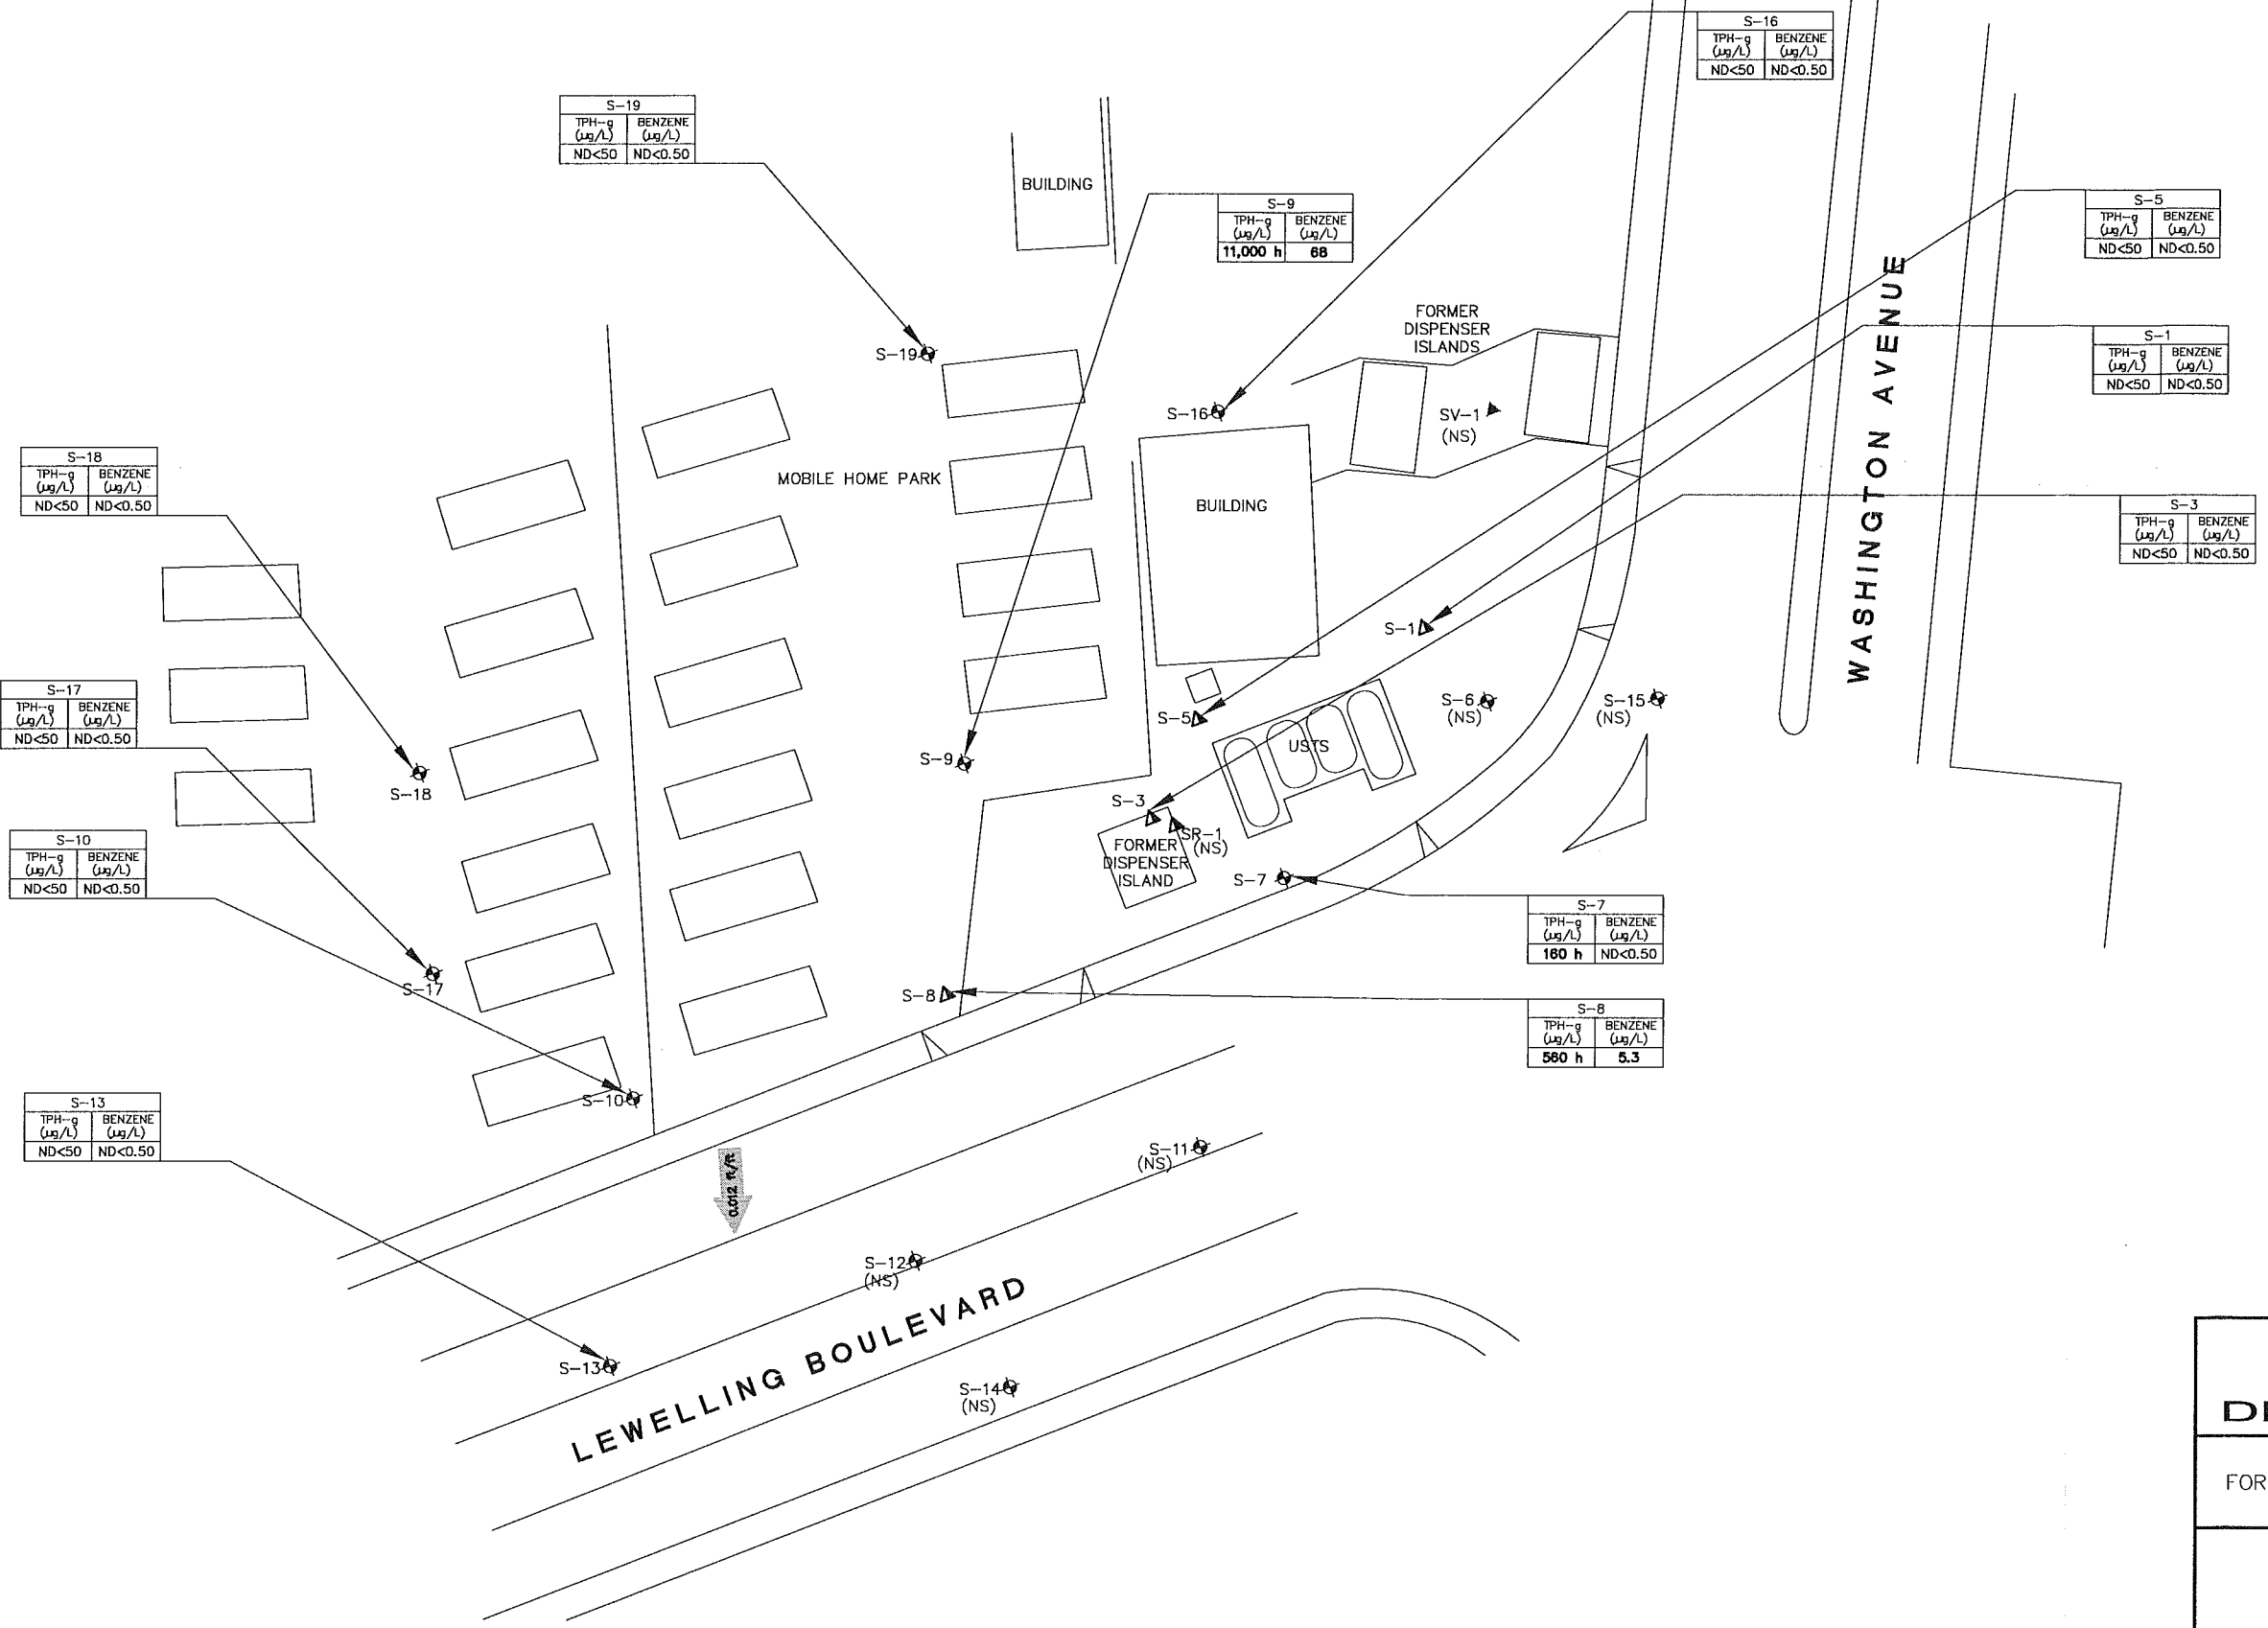 S-16
TPH-g (µg/L) BENZENE (µg/L)
ND<50 ND<0.50
S-19
TPH-g (µg/L) BENZENE (µg/L)
ND<50 ND<0.50
BUILDING
S-9
TPH-g (µg/L) BENZENE (µg/L)
11,000 h 68
S-5
TPH-g (µg/L) BENZENE (µg/L)
ND<50 ND<0.50
FORMER
DISPENSER
ISLANDS
S-1
TPH-g (µg/L) BENZENE (µg/L)
ND<50 ND<0.50
WASHINGTON AVENUE
S-19
S-16
SV-1
(NS)
S-18
TPH-g (µg/L) BENZENE (µg/L)
ND<50 ND<0.50
MOBILE HOME PARK
BUILDING
S-3
TPH-g (µg/L) BENZENE (µg/L)
ND<50 ND<0.50
S-1
S-17
TPH-g (µg/L) BENZENE (µg/L)
ND<50 ND<0.50
S-6
(NS)
S-15
(NS)
S-5
USTS
S-9
S-18
S-3
SR-1
(NS)
FORMER
DISPENSER
ISLAND
S-10
TPH-g (µg/L) BENZENE (µg/L)
ND<50 ND<0.50
S-7
S-7
TPH-g (µg/L) BENZENE (µg/L)
160 h ND<0.50
S-17
S-8
S-8
TPH-g (µg/L) BENZENE (µg/L)
560 h 5.3
S-10
S-13
TPH-g (µg/L) BENZENE (µg/L)
ND<50 ND<0.50
0.012 ft/ft
S-11
(NS)
S-12
(NS)
LEWELLING BOULEVARD
S-13
S-14
(NS)
FOR